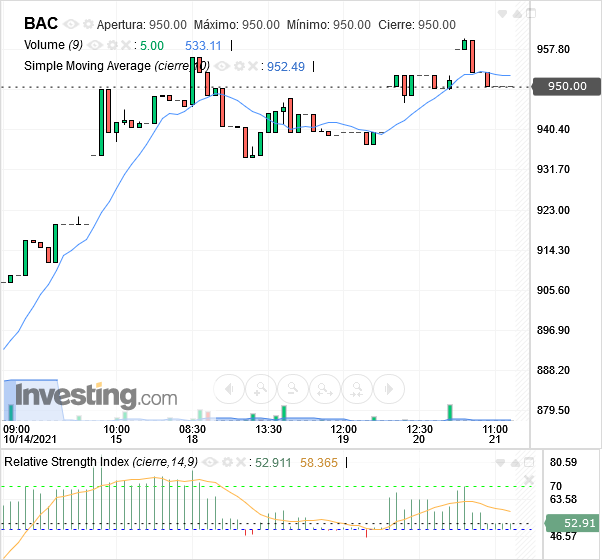 BAC Apertura: 950.00 Máximo: 950.00 Mínimo: 950.00 Cierre: 950.00
Volume (9) : 5.00 533.11
Simple Moving Average (cierre,10) : 952.49
957.80
950.00
940.40
931.70
923.00
914.30
905.60
896.90
888.20
879.50
Investing.com
09:00 10:00 08:30 13:30 12:00 12:30 11:00
10/14/2021 15 18 19 20 21
Relative Strength Index (cierre,14,9) : 52.911 58.365
80.59
70 70
63.58
52.91
46.57